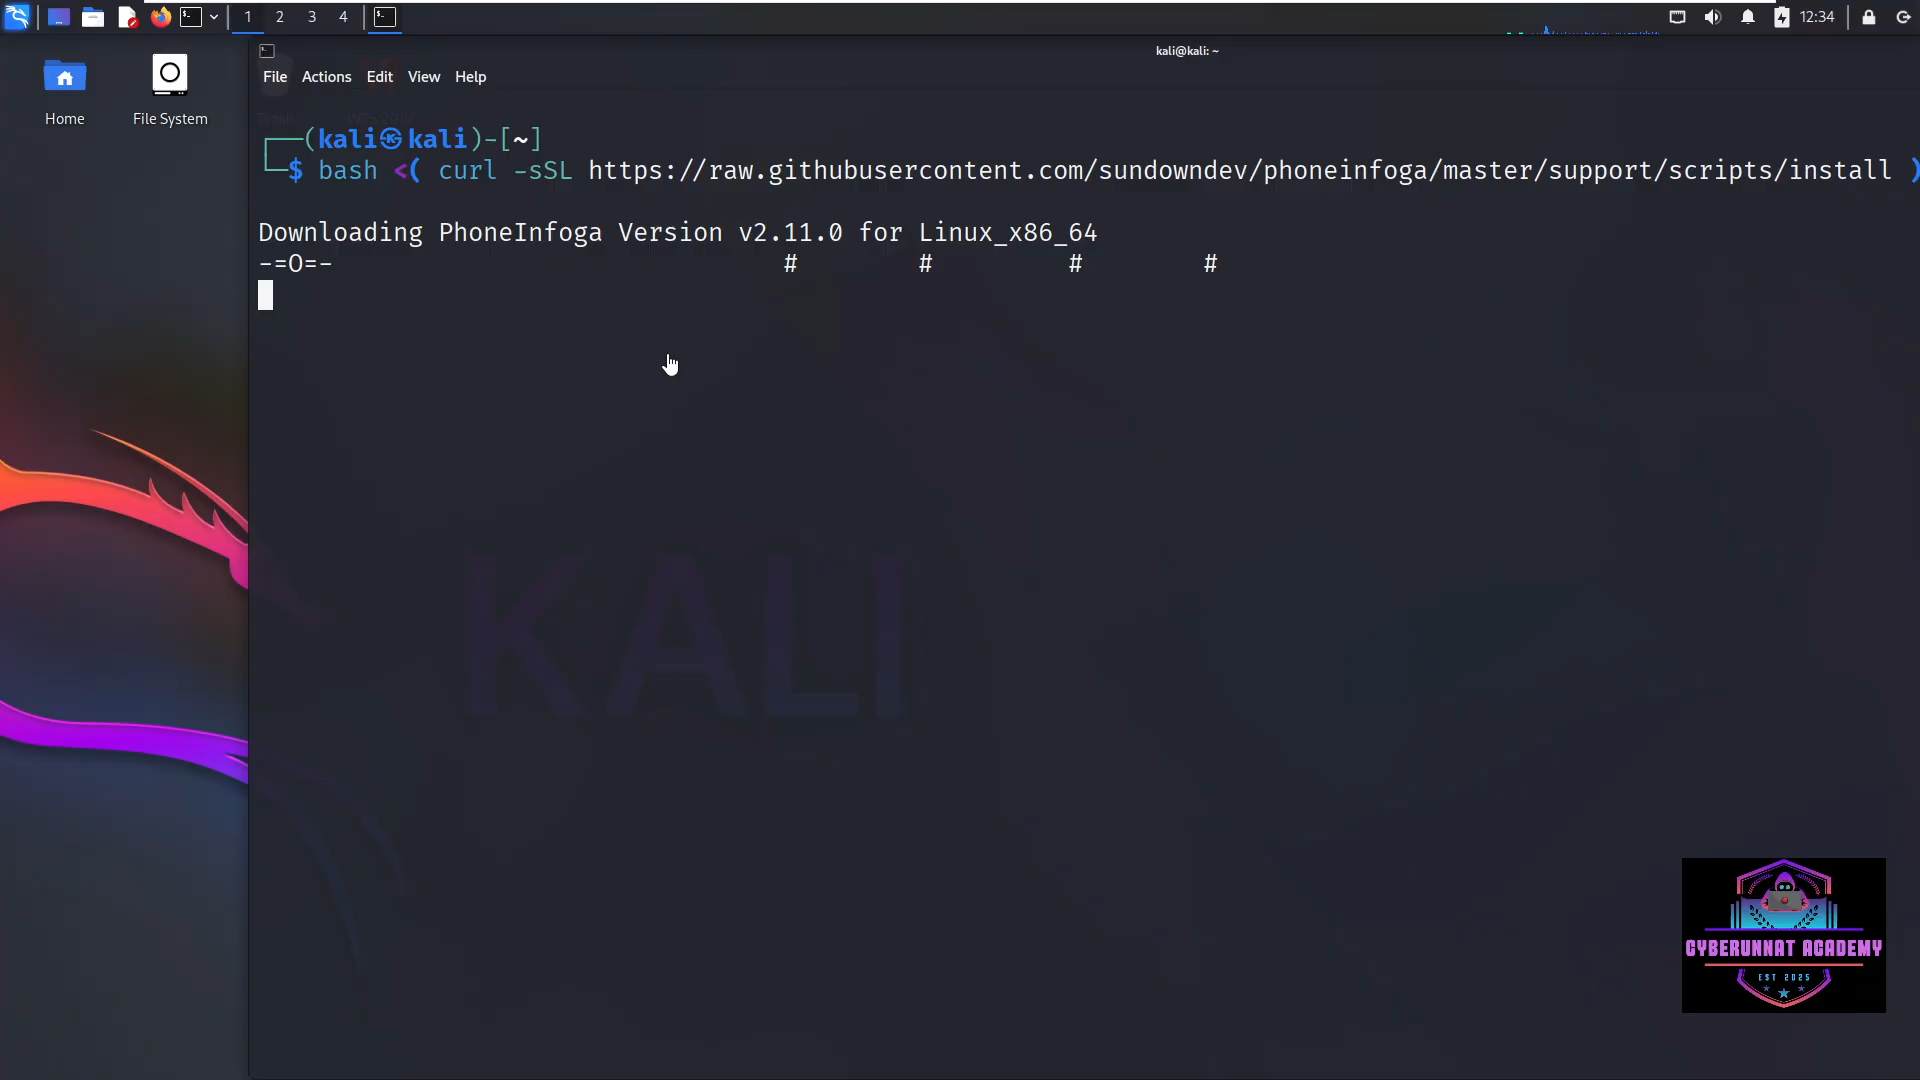 1 2 3 4
12:34
kali@kali: ~
File Actions Edit View Help
Home
File System
┌──(kali㉿kali)-[~]
└─$ bash <( curl -sSL https://raw.githubusercontent.com/sundowndev/phoneinfoga/master/support/scripts/install )
Downloading PhoneInfoga Version v2.11.0 for Linux_x86_64
-=O=- # # # #
KALI
CYBERUNNAT ACADEMY
EST 2025